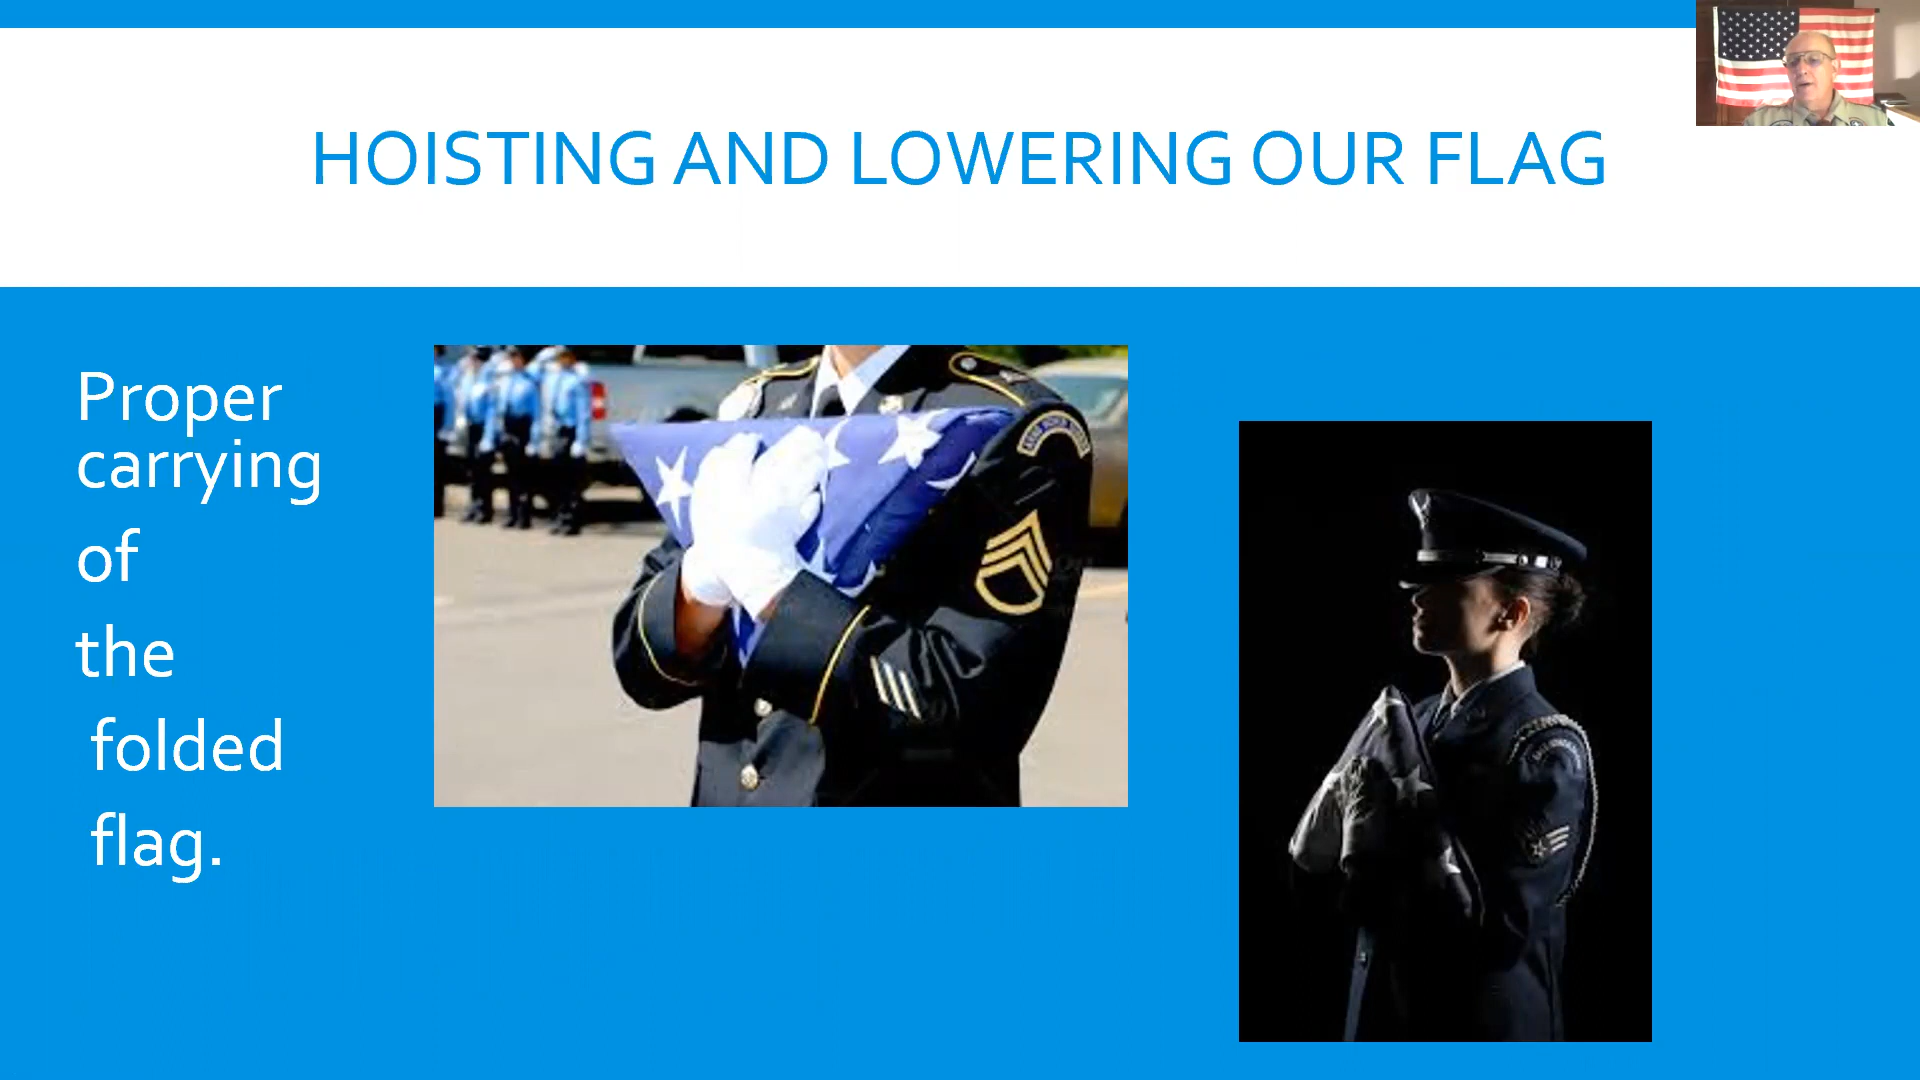 HOISTING AND LOWERING OUR FLAG
Proper
carrying
of
the
folded
flag.